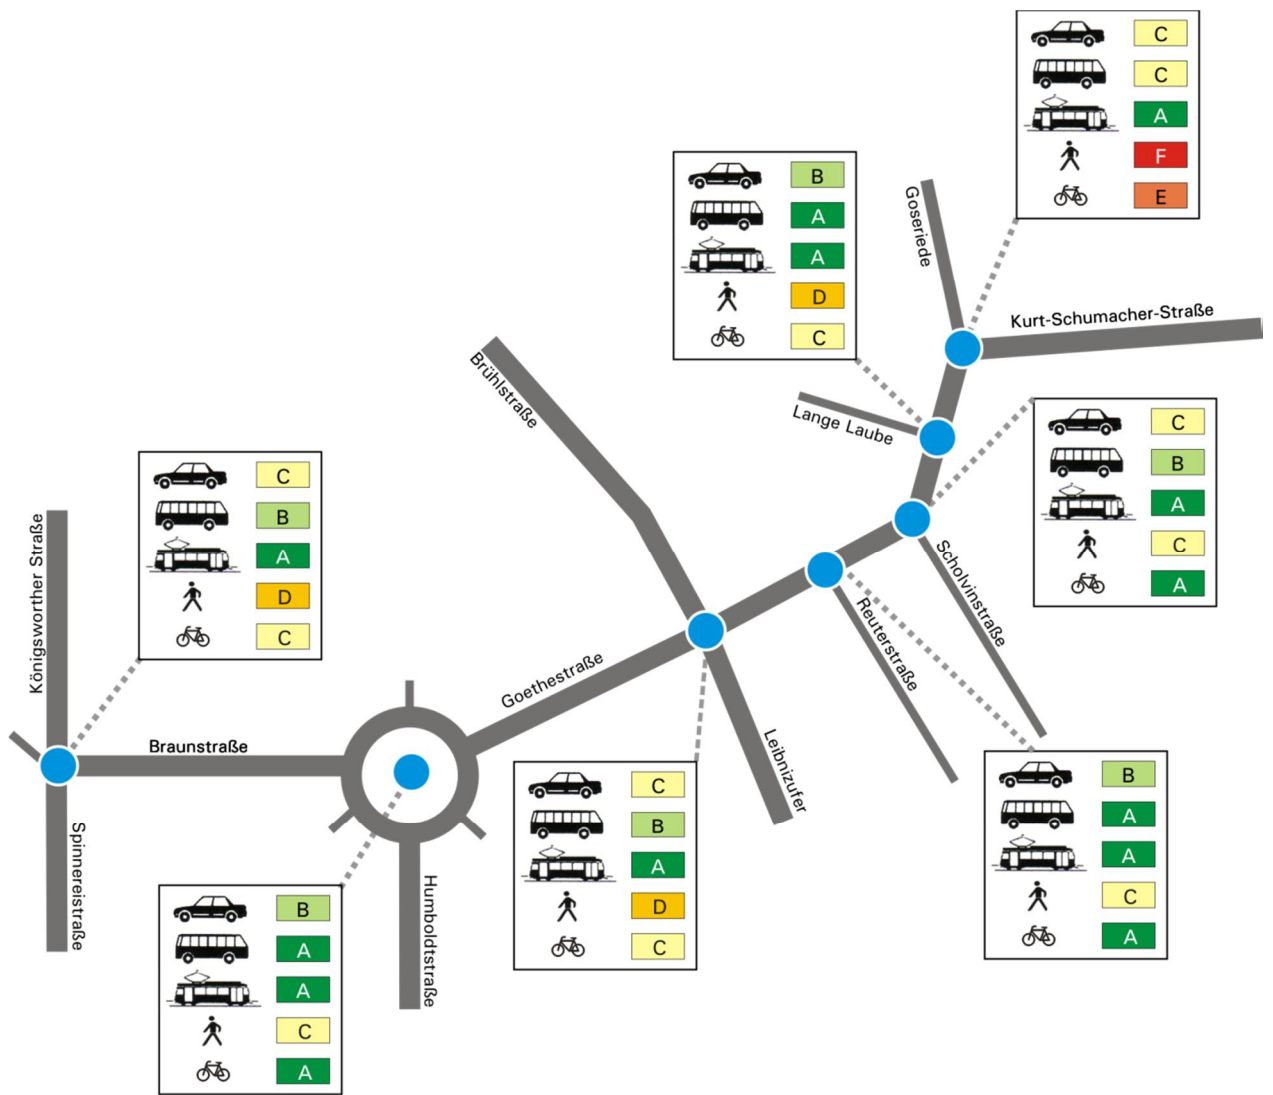 C
C
A
F
E
B
A
A
D
C
Goseriede
Kurt-Schumacher-Straße
Lange Laube
Brühlstraße
C
B
A
C
A
C
B
A
D
C
Königsworther Straße
Scholvinstraße
Reuterstraße
Goethestraße
Braunstraße
Leibnizufer
Spinnereistraße
Humboldtstraße
C
B
A
D
C
B
A
A
C
A
B
A
A
C
A